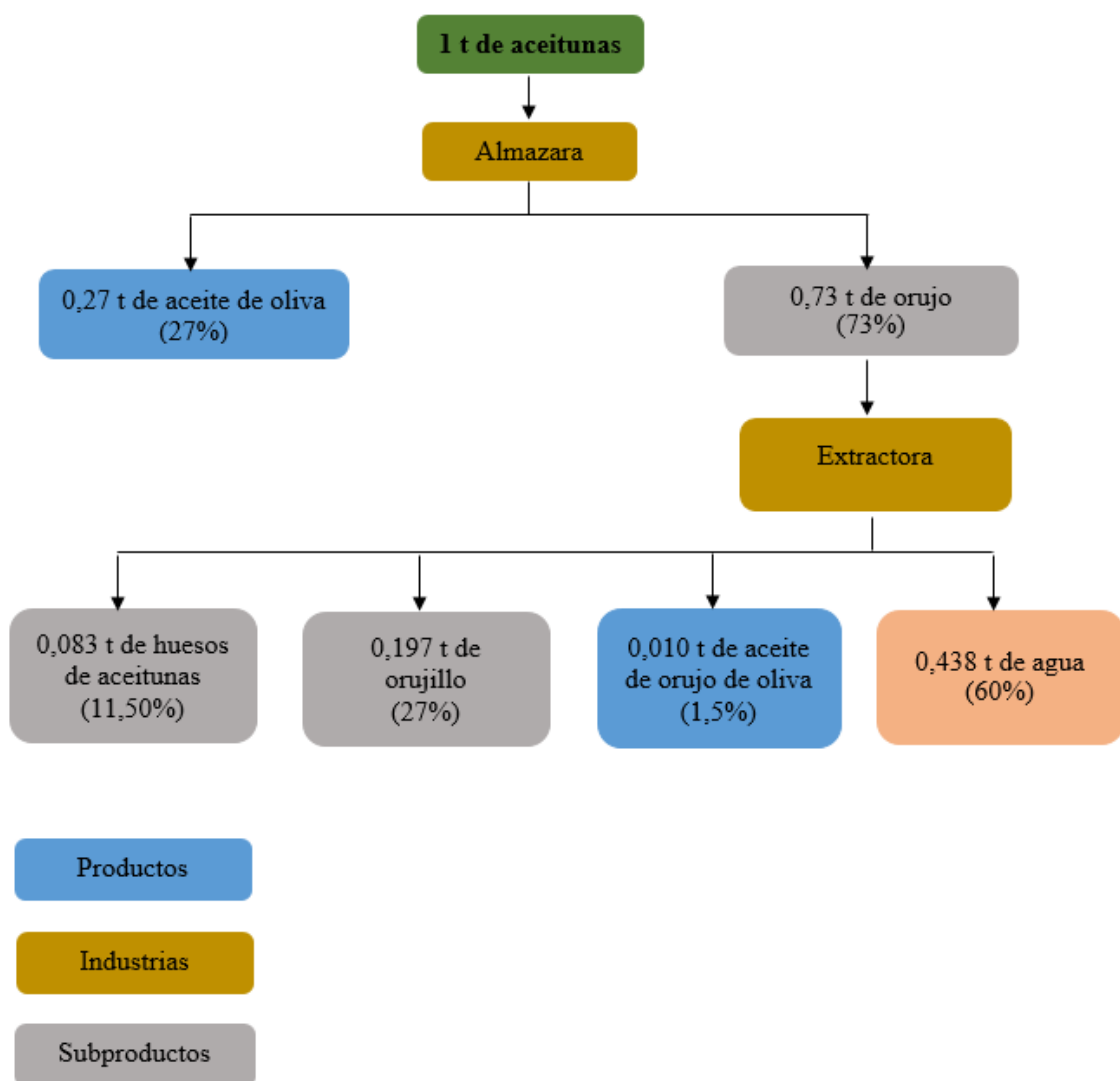 1 t de aceitunas
Almazara
0,27 t de aceite de oliva
(27%)
0,73 t de orujo
(73%)
Extractora
0,083 t de huesos
de aceitunas
(11,50%)
0,197 t de
orujillo
(27%)
0,010 t de aceite
de orujo de oliva
(1,5%)
0,438 t de agua
(60%)
Productos
Industrias
Subproductos